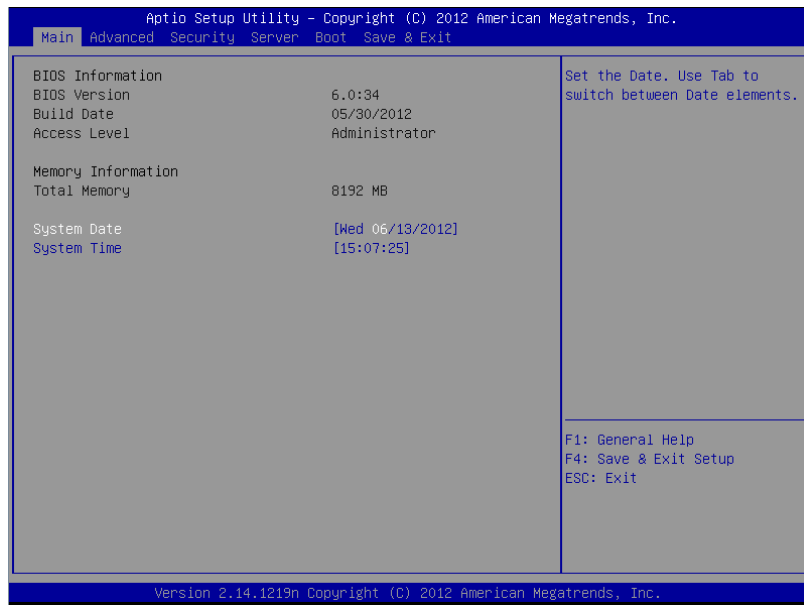 Aptio Setup Utility – Copyright (C) 2012 American Megatrends, Inc.
Main Advanced Security Server Boot Save & Exit
BIOS Information
BIOS Version 6.0:34
Build Date 05/30/2012
Access Level Administrator
Memory Information
Total Memory 8192 MB
System Date [Wed 06/13/2012]
System Time [15:07:25]
Set the Date. Use Tab to
switch between Date elements.
F1: General Help
F4: Save & Exit Setup
ESC: Exit
Version 2.14.1219n Copyright (C) 2012 American Megatrends, Inc.